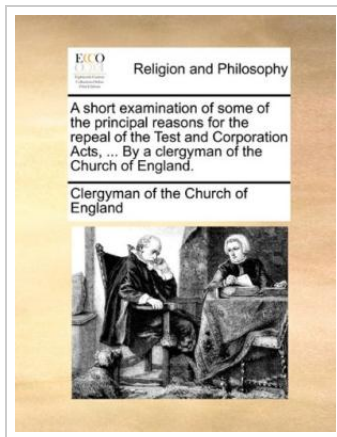 ECCO
Religion and Philosophy
A short examination of some of
the principal reasons for the
repeal of the Test and Corporation
Acts, ... By a clergyman of the
Church of England.
Clergyman of the Church of
England